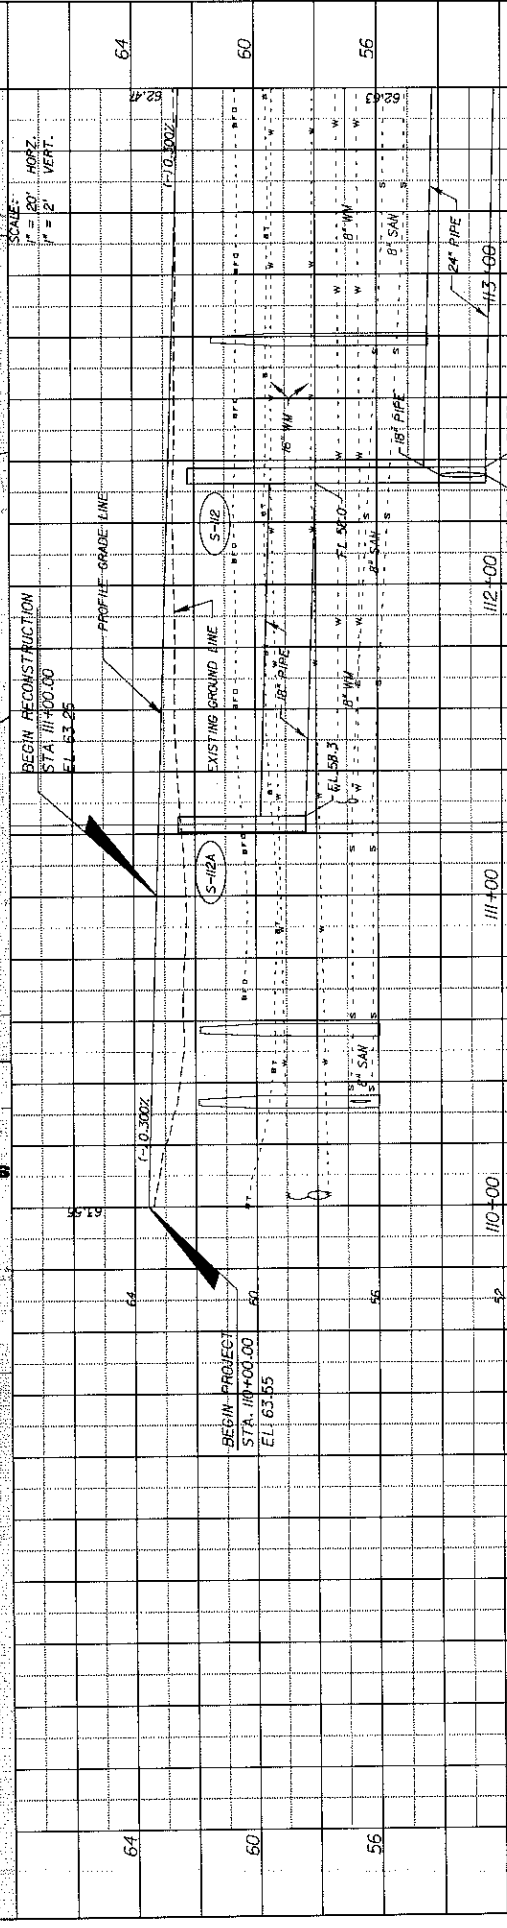 SCALE:
1" = 20' HORZ.
1" = 2' VERT.
64
60
56
64
60
56
52
64
60
56
BEGIN PROJECT
STA. 110+00.00
EL. 63.55
63.55
(-) 0.300%
BEGIN RECONSTRUCTION
STA. 111+00.00
EL. 63.25
PROFILE GRADE LINE
EXISTING GROUND LINE
(-) 0.300%
62.47
62.63
S-112A
S-112
FL 58.3
FL 58.0
18" PIPE
16" WM
18" PIPE
24" PIPE
8" SAN
8" WM
8" SAN
8" WM
8" SAN
110+00
111+00
112+00
113+00